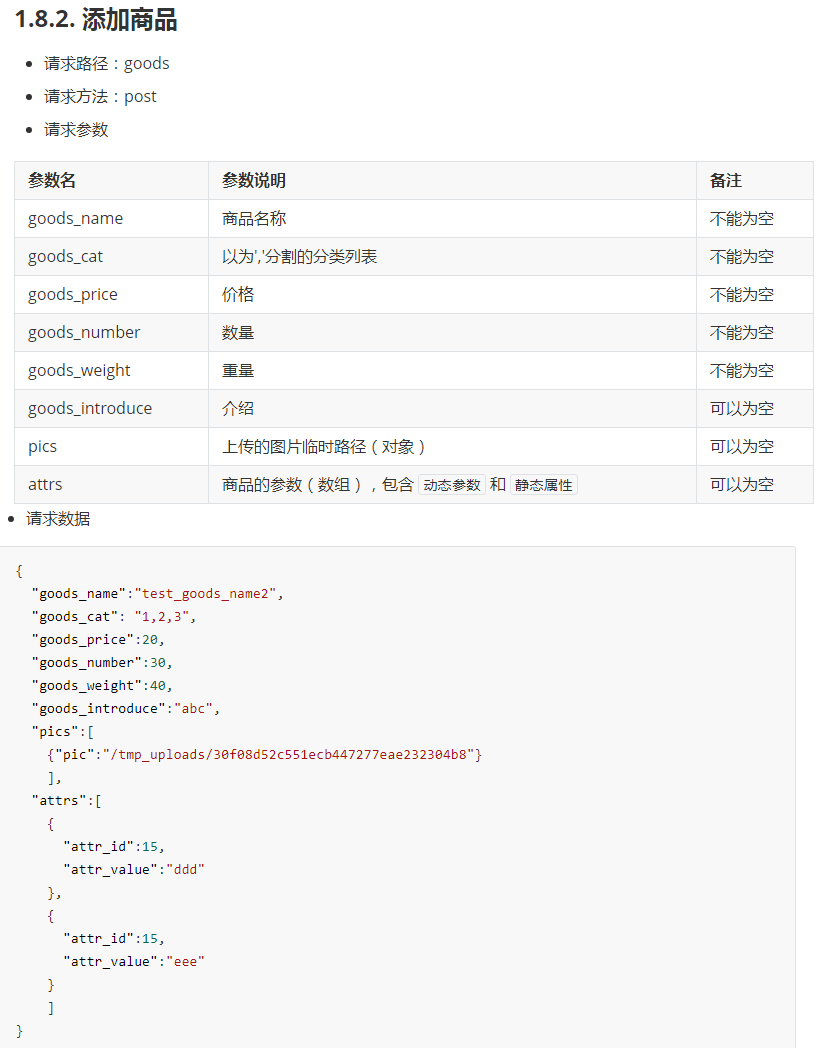 1.8.2. 添加商品
请求路径：goods
请求方法：post
请求参数
参数名 参数说明 备注
goods_name 商品名称 不能为空
goods_cat 以为','分割的分类列表 不能为空
goods_price 价格 不能为空
goods_number 数量 不能为空
goods_weight 重量 不能为空
goods_introduce 介绍 可以为空
pics 上传的图片临时路径（对象） 可以为空
attrs 商品的参数（数组），包含 动态参数 和 静态属性 可以为空
请求数据
{
"goods_name":"test_goods_name2",
"goods_cat": "1,2,3",
"goods_price":20,
"goods_number":30,
"goods_weight":40,
"goods_introduce":"abc",
"pics":[
{"pic":"/tmp_uploads/30f08d52c551ecb447277eae232304b8"}
],
"attrs":[
{
"attr_id":15,
"attr_value":"ddd"
},
{
"attr_id":15,
"attr_value":"eee"
}
]
}